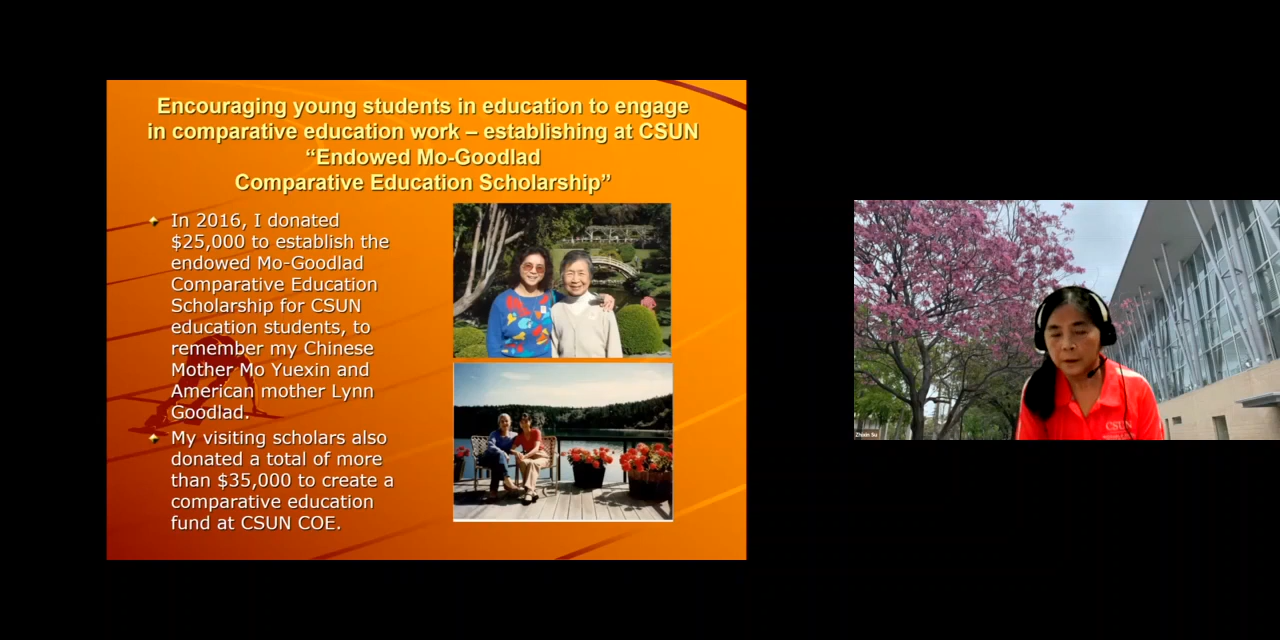 Encouraging young students in education to engage
in comparative education work – establishing at CSUN
“Endowed Mo-Goodlad
Comparative Education Scholarship”
In 2016, I donated
$25,000 to establish the
endowed Mo-Goodlad
Comparative Education
Scholarship for CSUN
education students, to
remember my Chinese
Mother Mo Yuexin and
American mother Lynn
Goodlad.
My visiting scholars also
donated a total of more
than $35,000 to create a
comparative education
fund at CSUN COE.
CSUN
Zhixin Su